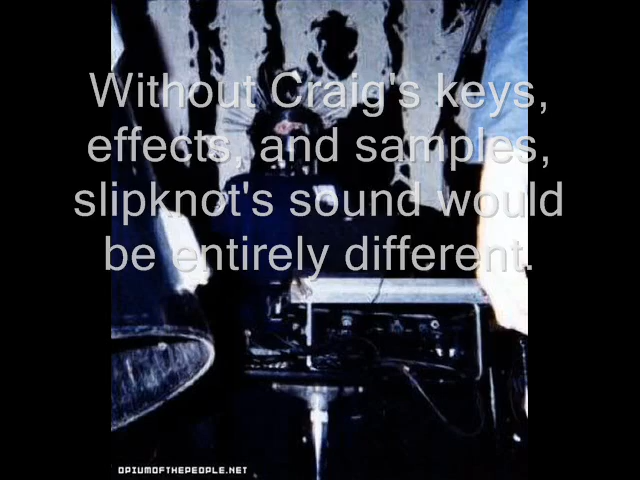 Without Craig's keys,
effects, and samples,
slipknot's sound would
be entirely different.
OPIUMOFTHEPEOPLE.NET